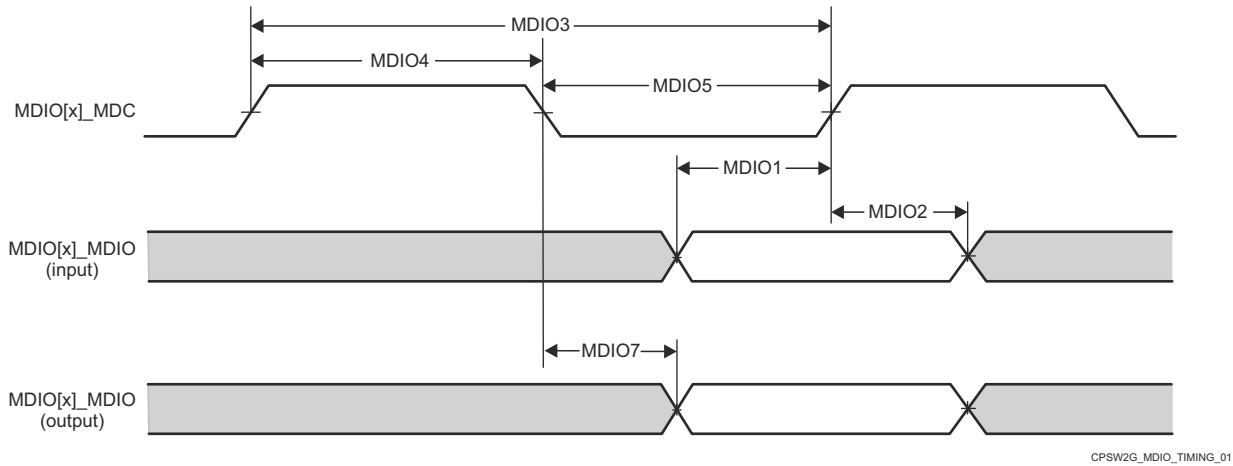 MDIO3
MDIO4
MDIO5
MDIO[x]_MDC
MDIO1
MDIO2
MDIO[x]_MDIO
(input)
MDIO7
MDIO[x]_MDIO
(output)
CPSW2G_MDIO_TIMING_01